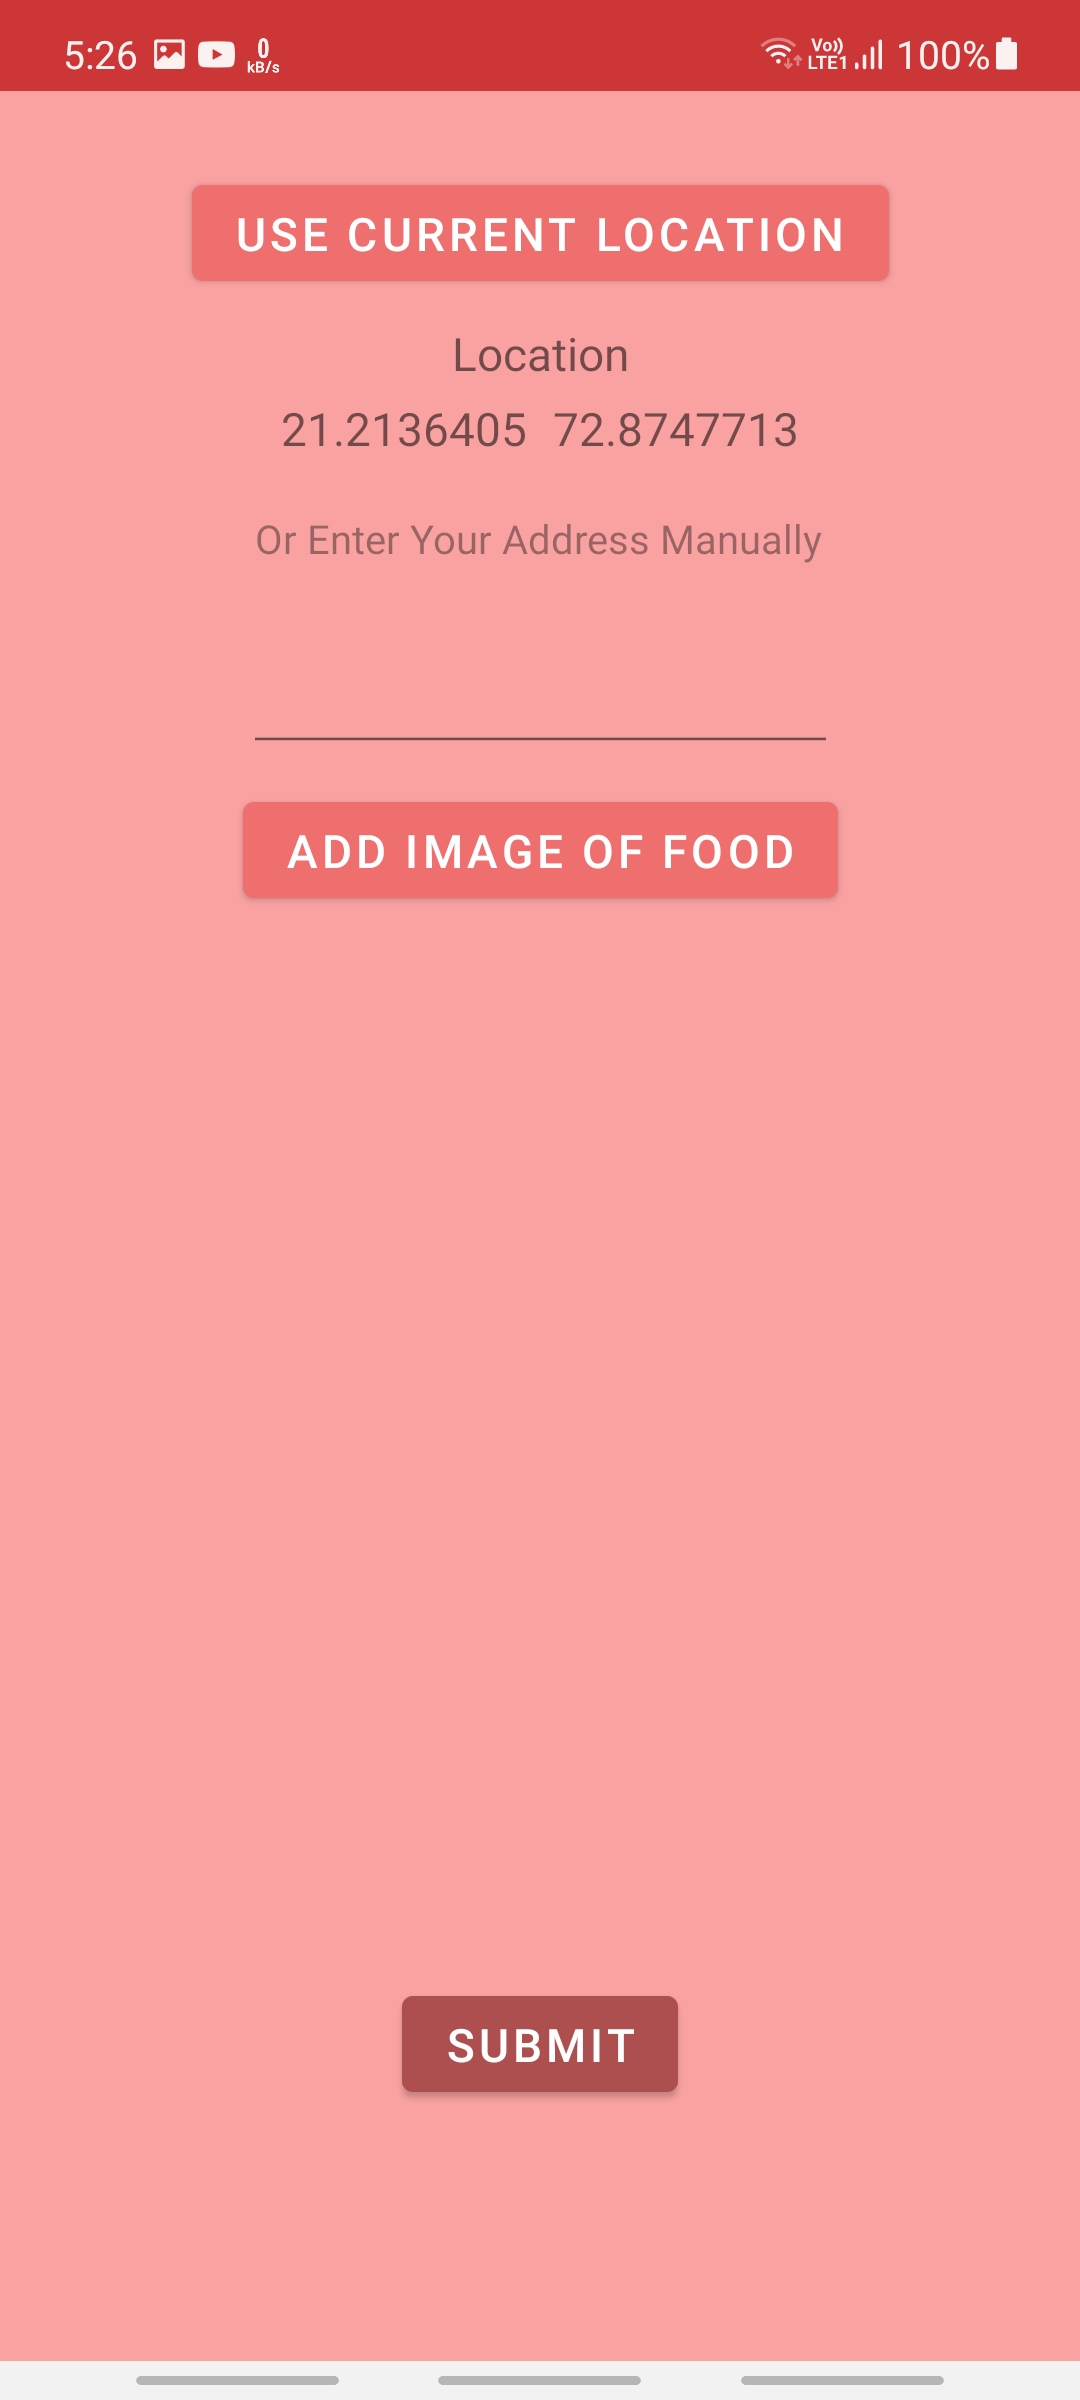 5:26 0 kB/s Vo)) LTE1 100%
USE CURRENT LOCATION
Location
21.2136405 72.8747713
Or Enter Your Address Manually
ADD IMAGE OF FOOD
SUBMIT